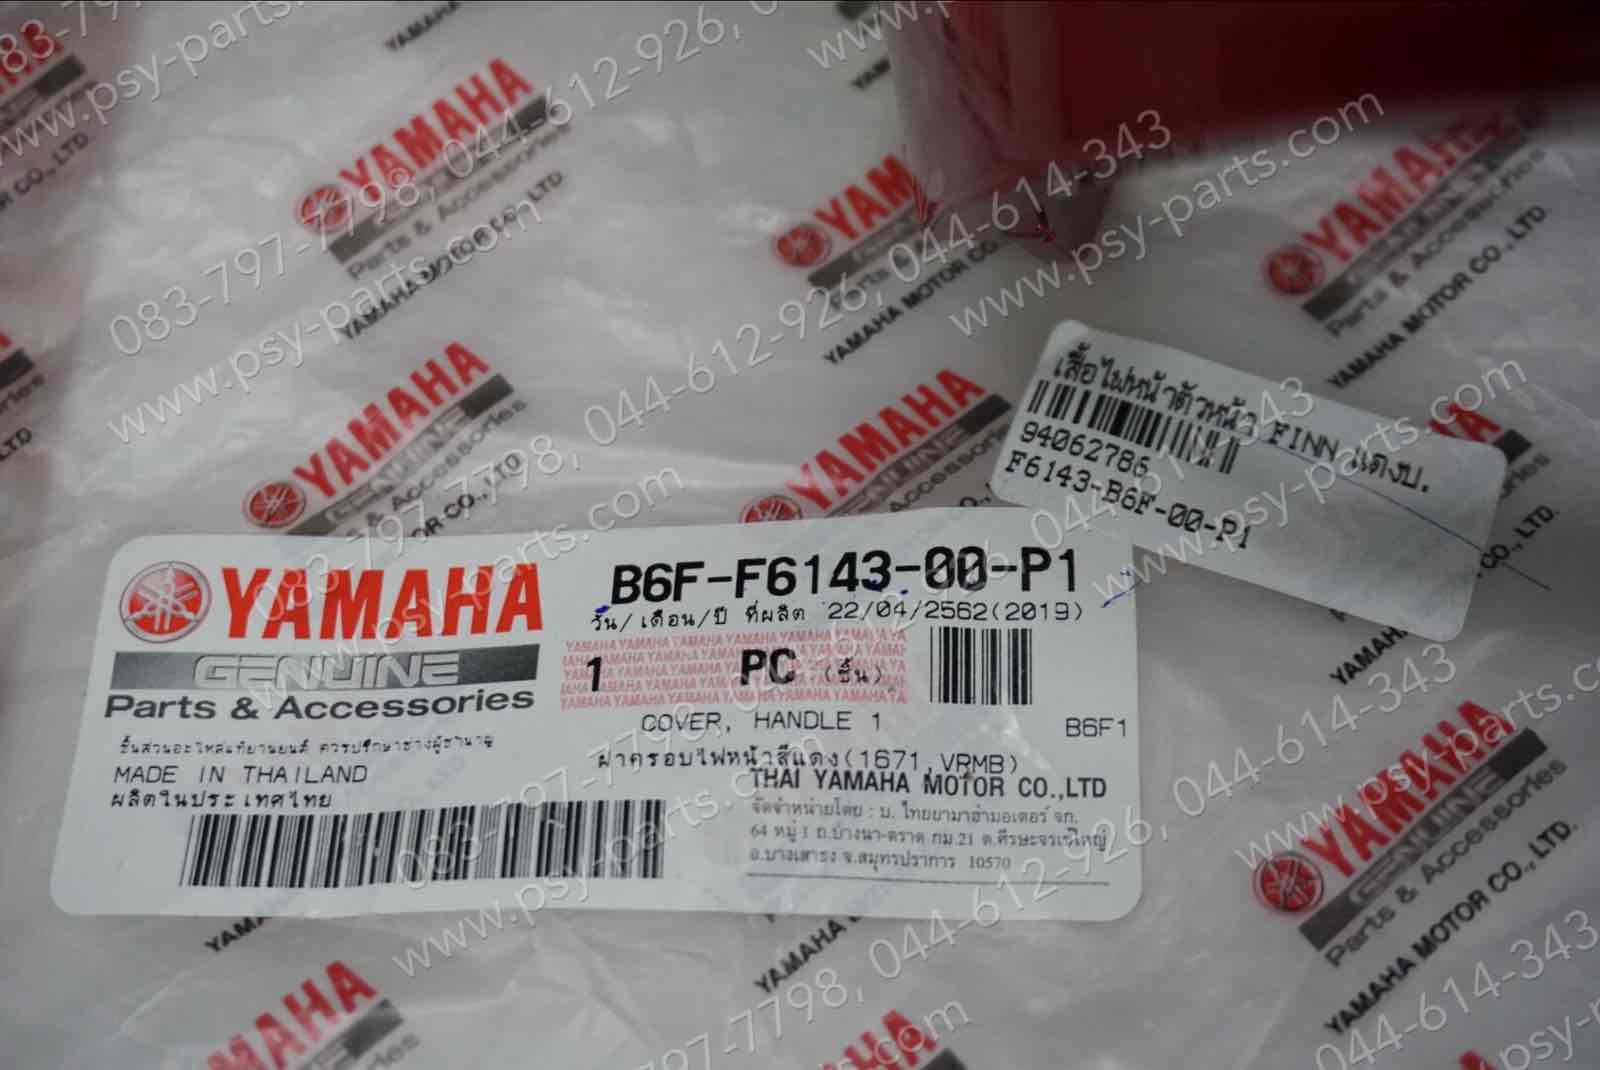 YAMAHA
GENUINE
Parts & Accessories
ชิ้นส่วนอะไหล่แท้ยานยนต์ ควรปรึกษาช่างผู้ชำนาญ
MADE IN THAILAND
ผลิตในประเทศไทย
B6F-F6143-00-P1
วัน/เดือน/ปี ที่ผลิต 22/04/2562(2019)
1 PC (ชิ้น)
COVER, HANDLE 1 B6F1
ฝาครอบไฟหน้าสีแดง(1671,VRMB)
THAI YAMAHA MOTOR CO.,LTD
จัดจำหน่ายโดย : บ. ไทยยามาฮ่ามอเตอร์ จก.
64 หมู่ 1 ถ.บางนา-ตราด กม.21 ต.ศีรษะจรเข้ใหญ่
อ.บางเสาธง จ.สมุทรปราการ 10570
เสื้อไฟหน้าตัวหน้า FINN แดงบ.
94062786
F6143-B6F-00-P1
YAMAHA
GENUINE
Parts & Accessories
YAMAHA MOTOR CO., LTD.
083-797-7798, 044-612-926, 044-614-343
www.psy-parts.com